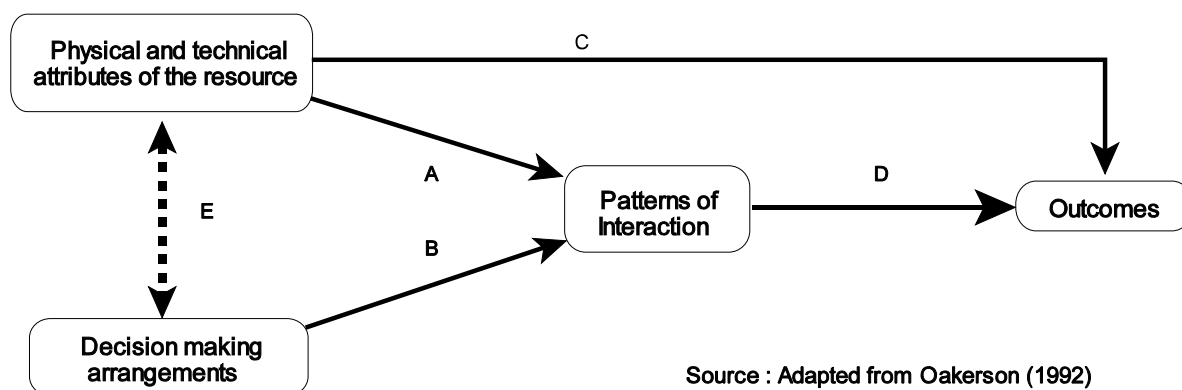 Physical and technical
attributes of the resource
C
A
E
B
Patterns of
Interaction
D
Outcomes
Decision making
arrangements
Source : Adapted from Oakerson (1992)